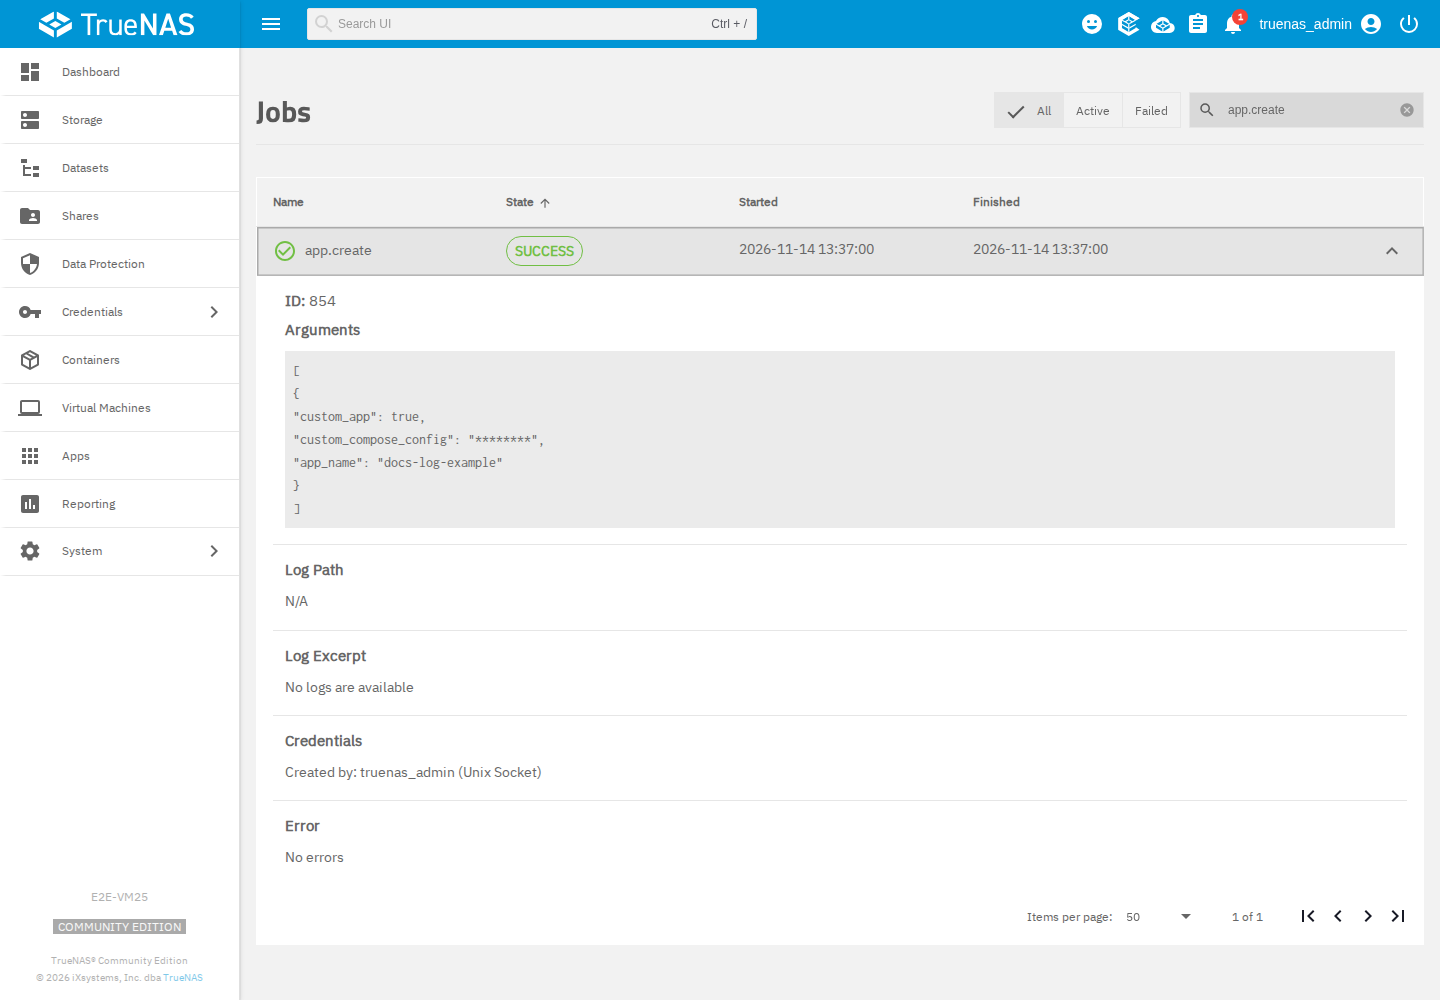 TrueNAS
Search UI
Ctrl + /
1
truenas_admin
Dashboard
Storage
Datasets
Shares
Data Protection
Credentials
Containers
Virtual Machines
Apps
Reporting
System
E2E-VM25
COMMUNITY EDITION
TrueNAS® Community Edition
© 2026 iXsystems, Inc. dba TrueNAS
Jobs
All
Active
Failed
app.create
Name
State
Started
Finished
app.create
SUCCESS
2026-11-14 13:37:00
2026-11-14 13:37:00
ID: 854
Arguments
[
{
"custom_app": true,
"custom_compose_config": "********",
"app_name": "docs-log-example"
}
]
Log Path
N/A
Log Excerpt
No logs are available
Credentials
Created by: truenas_admin (Unix Socket)
Error
No errors
Items per page:
50
1 of 1